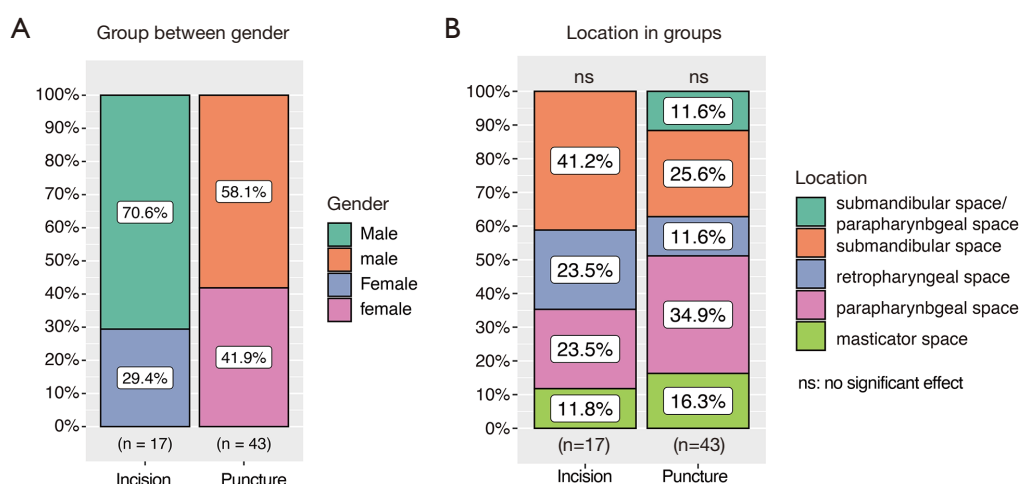 A
Group between gender
100%
90%
80%
70%
60%
50%
40%
30%
20%
10%
0%
70.6%
29.4%
58.1%
41.9%
(n = 17)
(n = 43)
Incision
Puncture
Gender
Male
male
Female
female
B
Location in groups
ns
ns
100%
90%
80%
70%
60%
50%
40%
30%
20%
10%
0%
41.2%
23.5%
23.5%
11.8%
11.6%
25.6%
11.6%
34.9%
16.3%
(n=17)
(n=43)
Incision
Puncture
Location
submandibular space/
parapharynbgeal space
submandibular space
retropharyngeal space
parapharynbgeal space
masticator space
ns: no significant effect